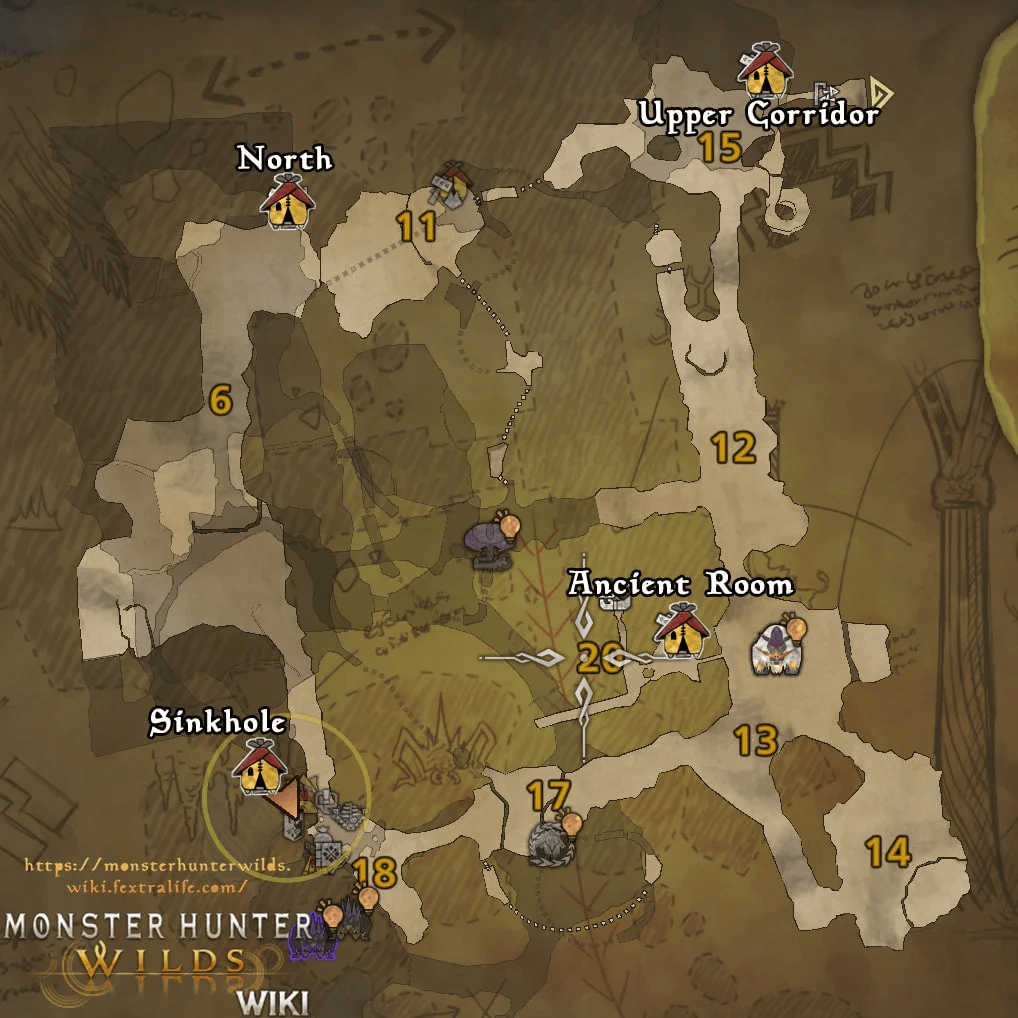 Upper Corridor
15
North
11
6
12
Ancient Room
20
Sinkhole
13
17
14
18
https://monsterhunterwilds.
wiki.fextralife.com/
MONSTER HUNTER
WILDS
WIKI